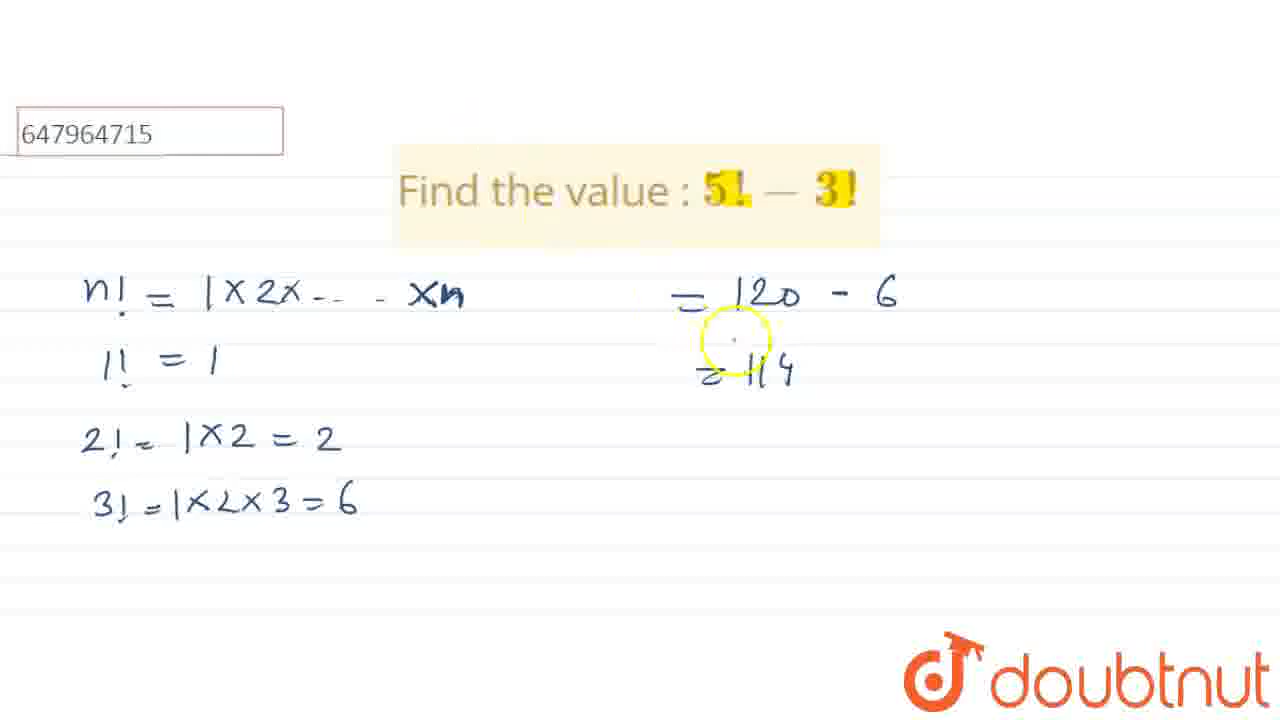 647964715
Find the value : 5! − 3!
n! = 1 × 2 × - - - - × n
1! = 1
2! = 1 × 2 = 2
3! = 1 × 2 × 3 = 6
= 120 - 6
= 114
doubtnut